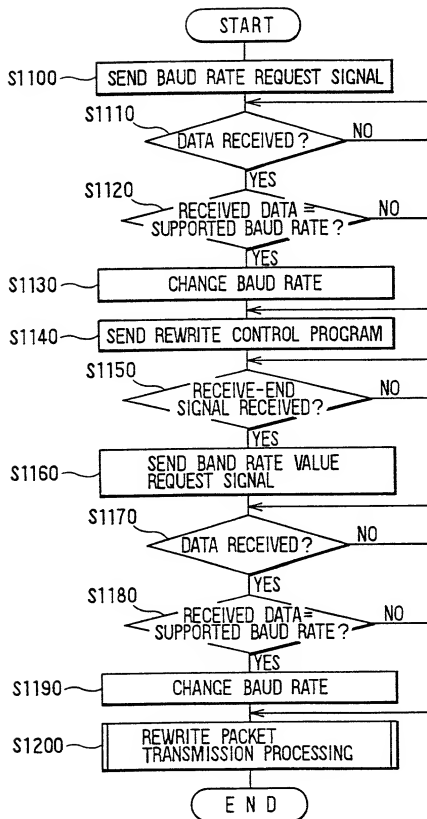 START
S1100
SEND BAUD RATE REQUEST SIGNAL
S1110
DATA RECEIVED?
NO
YES
S1120
RECEIVED DATA =
SUPPORTED BAUD RATE?
NO
YES
S1130
CHANGE BAUD RATE
S1140
SEND REWRITE CONTROL PROGRAM
S1150
RECEIVE-END
SIGNAL RECEIVED?
NO
YES
S1160
SEND BAND RATE VALUE
REQUEST SIGNAL
S1170
DATA RECEIVED?
NO
YES
S1180
RECEIVED DATA=
SUPPORTED BAUD RATE?
NO
YES
S1190
CHANGE BAUD RATE
S1200
REWRITE PACKET
TRANSMISSION PROCESSING
END